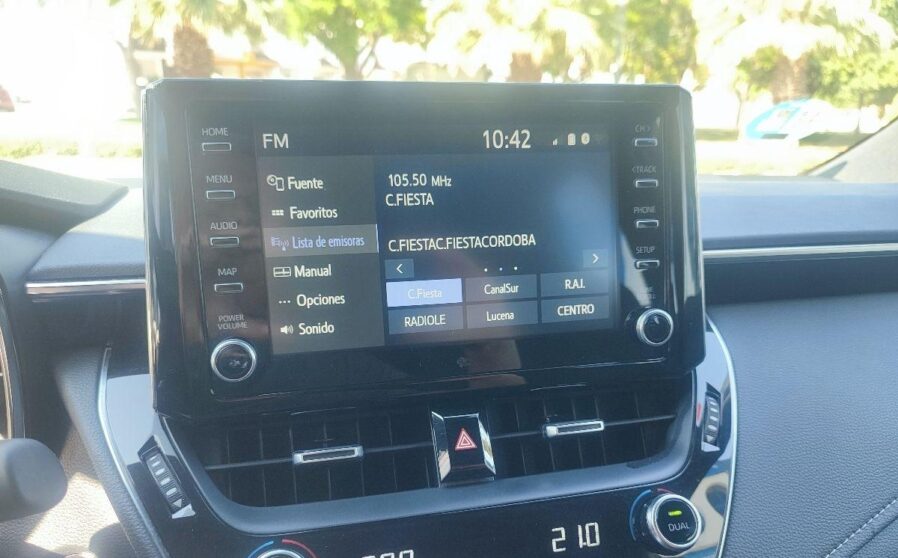 HOME
MENU
AUDIO
MAP
POWER
VOLUME
FM
10:42
Fuente
Favoritos
Lista de emisoras
Manual
Opciones
Sonido
105.50 MHz
C.FIESTA
C.FIESTAC.FIESTACORDOBA
< >
C.Fiesta CanalSur R.A.I.
RADIOLE Lucena CENTRO
CH >
< TRACK
PHONE
SETUP
21.0
DUAL